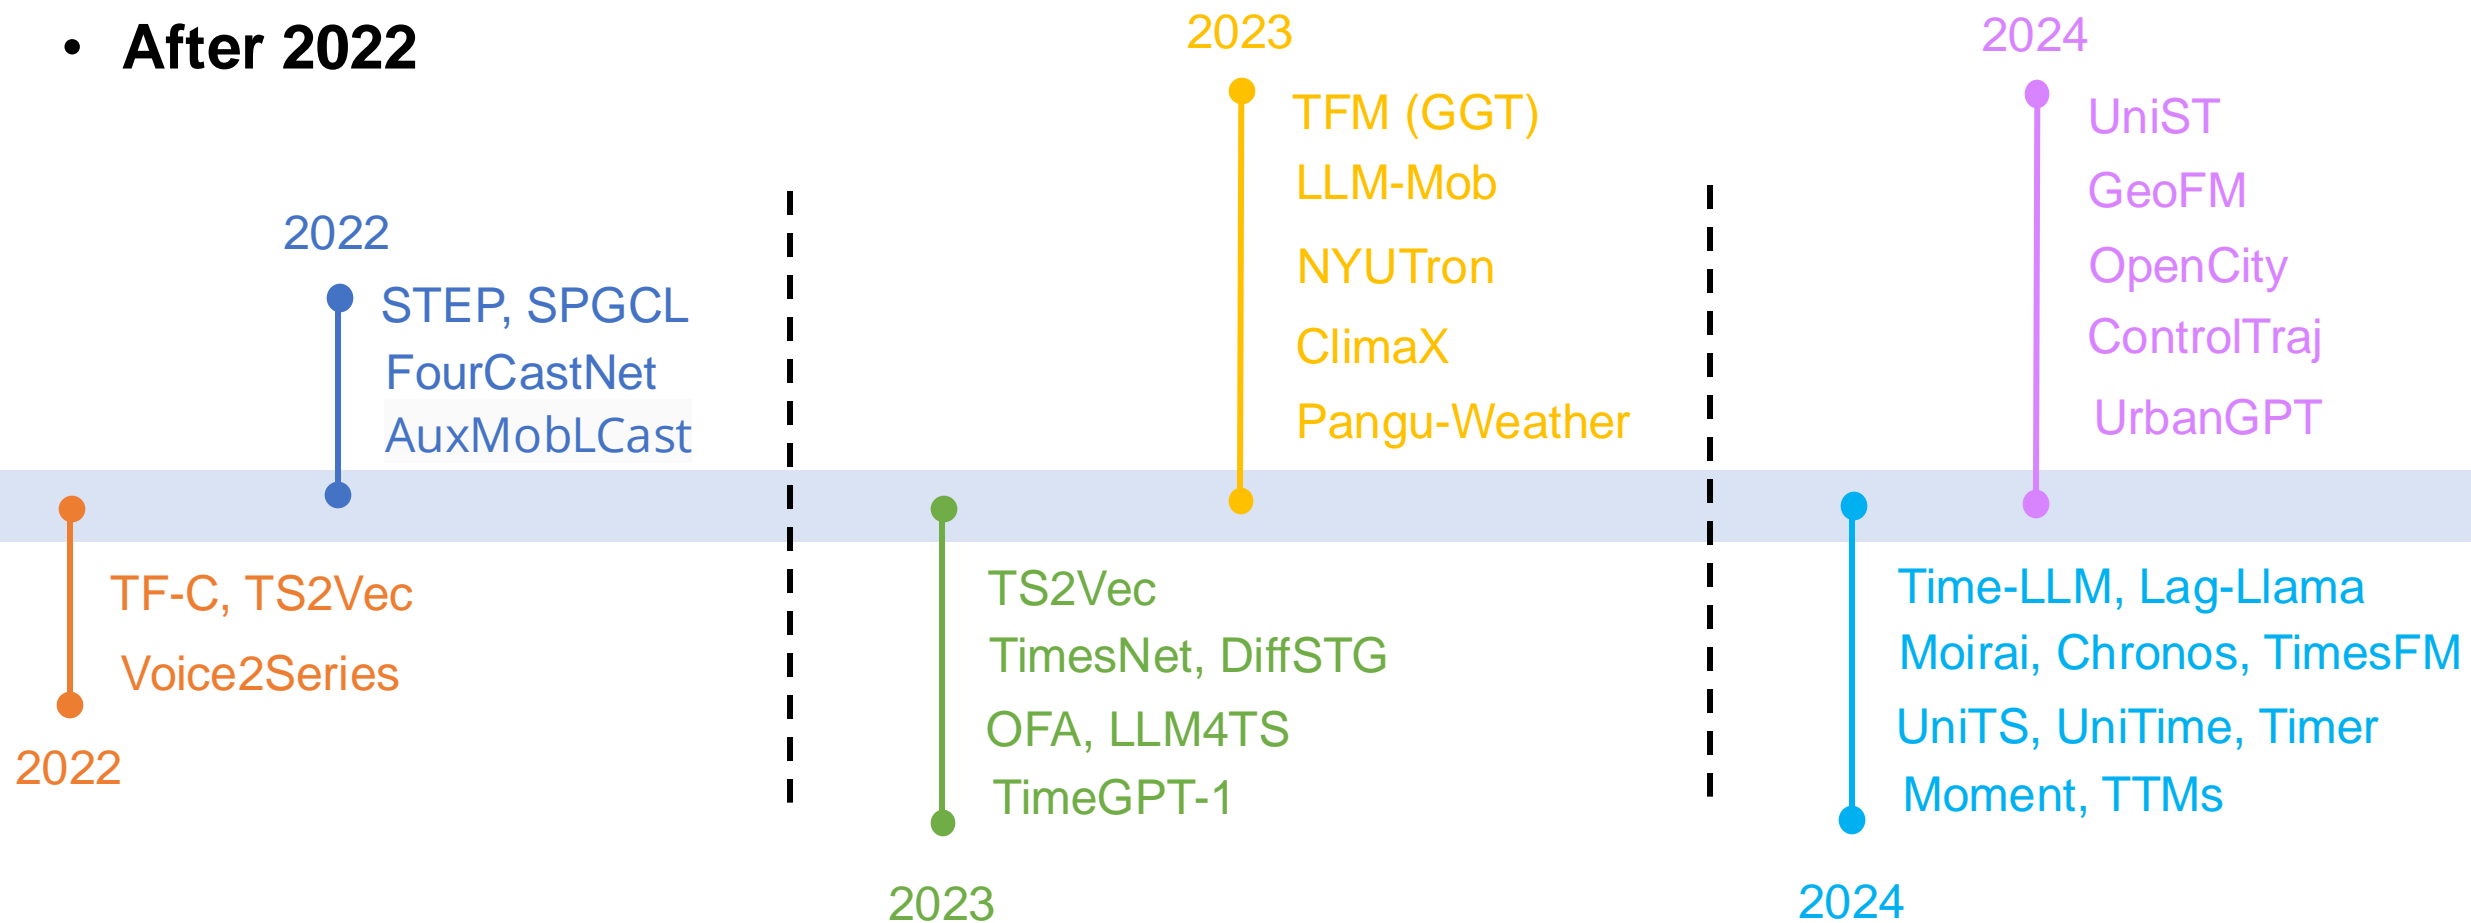 • After 2022
2022
STEP, SPGCL
FourCastNet
AuxMobLCast
TF-C, TS2Vec
Voice2Series
2022
2023
TFM (GGT)
LLM-Mob
NYUTron
ClimaX
Pangu-Weather
TS2Vec
TimesNet, DiffSTG
OFA, LLM4TS
TimeGPT-1
2023
2024
UniST
GeoFM
OpenCity
ControlTraj
UrbanGPT
Time-LLM, Lag-Llama
Moirai, Chronos, TimesFM
UniTS, UniTime, Timer
Moment, TTMs
2024